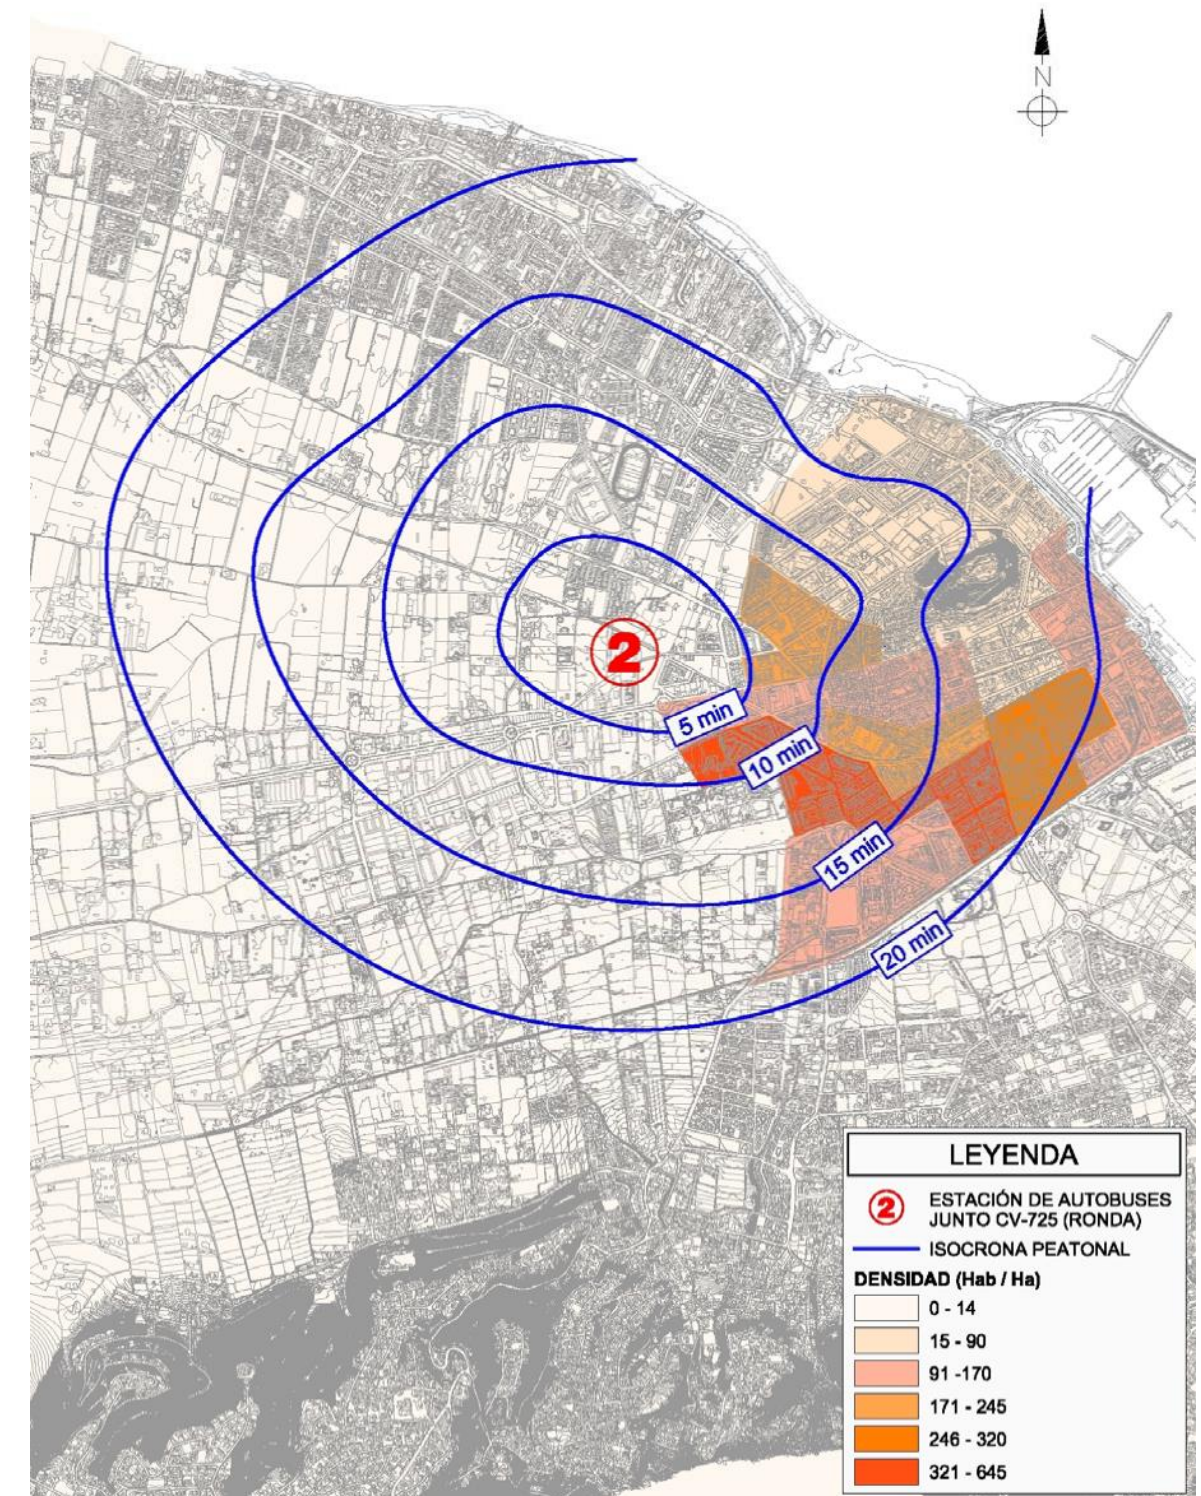 N
2
5 min
10 min
15 min
20 min
LEYENDA
2
ESTACIÓN DE AUTOBUSES
JUNTO CV-725 (RONDA)
ISOCRONA PEATONAL
DENSIDAD (Hab / Ha)
0 - 14
15 - 90
91 -170
171 - 245
246 - 320
321 - 645